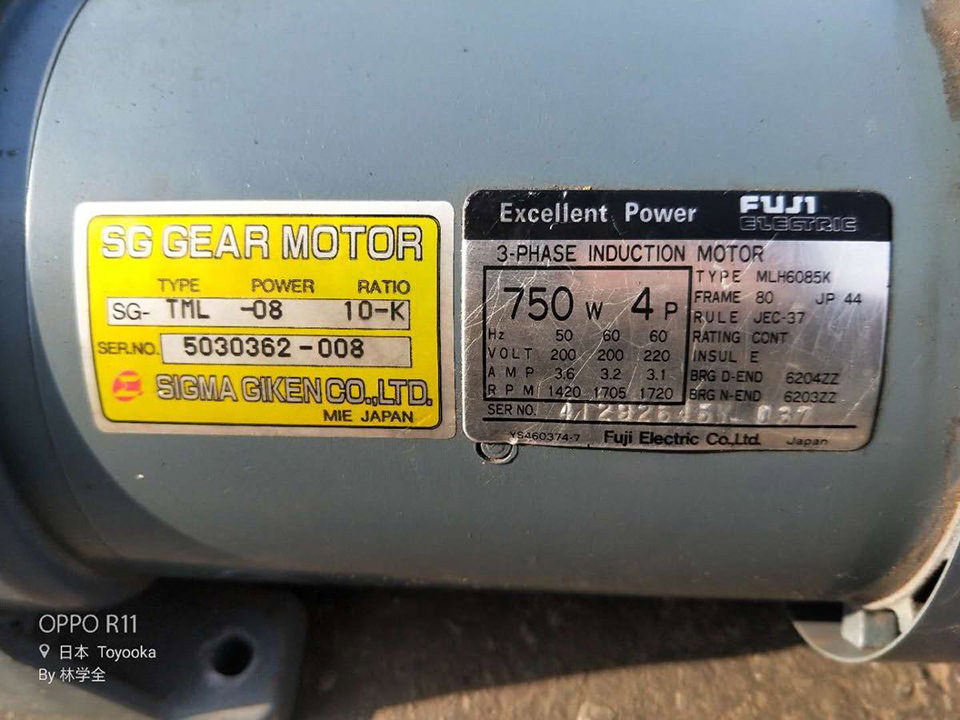 SG GEAR MOTOR
TYPE POWER RATIO
SG- TML -08 10-K
SER.NO. 5030362-008
SIGMA GIKEN CO.,LTD.
MIE JAPAN
Excellent Power FUJI ELECTRIC
3-PHASE INDUCTION MOTOR
750 W 4 P
Hz 50 60 60
VOLT 200 200 220
AMP 3.6 3.2 3.1
RPM 1420 1705 1720
TYPE MLH6085K
FRAME 80 JP 44
RULE JEC-37
RATING CONT
INSUL E
BRG D-END 6204ZZ
BRG N-END 6203ZZ
SER NO. 037
YS460374-7 Fuji Electric Co.,Ltd. Japan
OPPO R11
日本 Toyooka
By 林学全